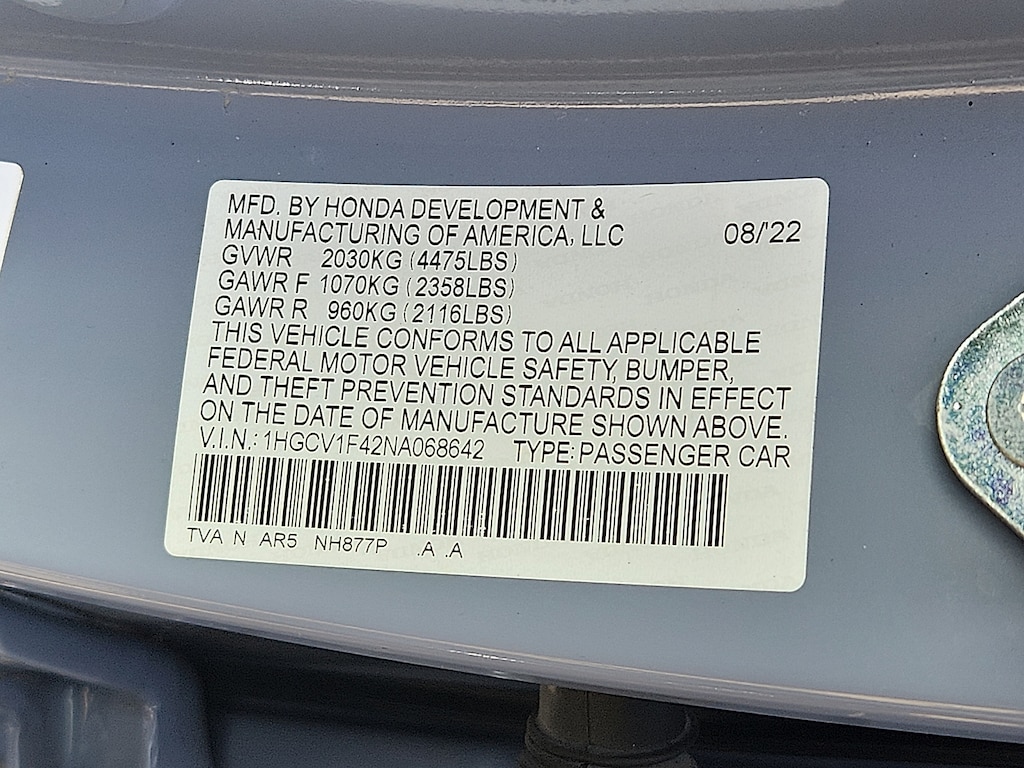 MFD. BY HONDA DEVELOPMENT &
MANUFACTURING OF AMERICA, LLC 08/'22
GVWR 2030KG (4475LBS)
GAWR F 1070KG (2358LBS)
GAWR R 960KG (2116LBS)
THIS VEHICLE CONFORMS TO ALL APPLICABLE
FEDERAL MOTOR VEHICLE SAFETY, BUMPER,
AND THEFT PREVENTION STANDARDS IN EFFECT
ON THE DATE OF MANUFACTURE SHOWN ABOVE.
V.I.N.: 1HGCV1F42NA068642 TYPE: PASSENGER CAR
TVA N AR5 NH877P .A .A